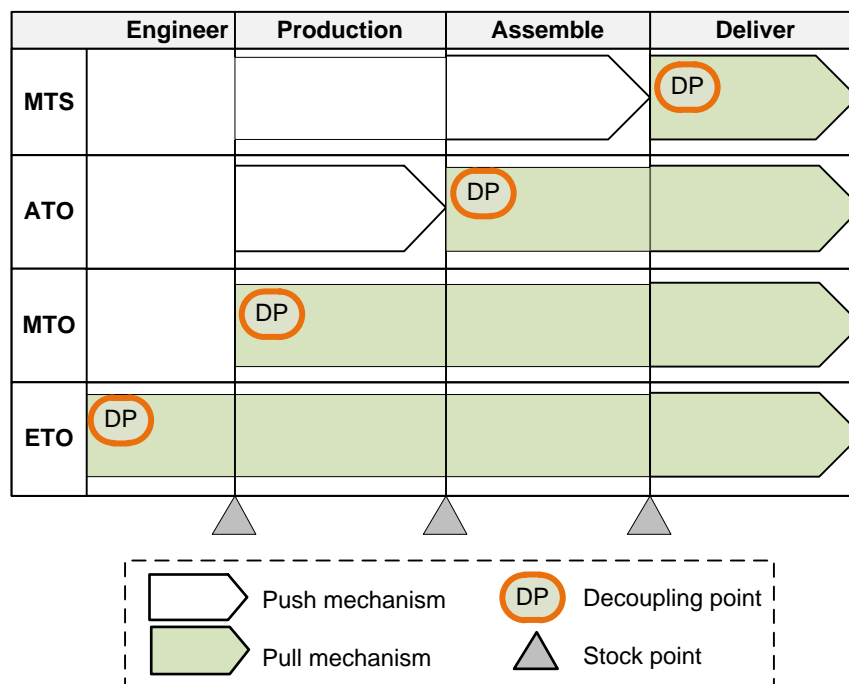 Engineer Production Assemble Deliver
MTS DP
ATO DP
MTO DP
ETO DP
Push mechanism DP Decoupling point
Pull mechanism Stock point